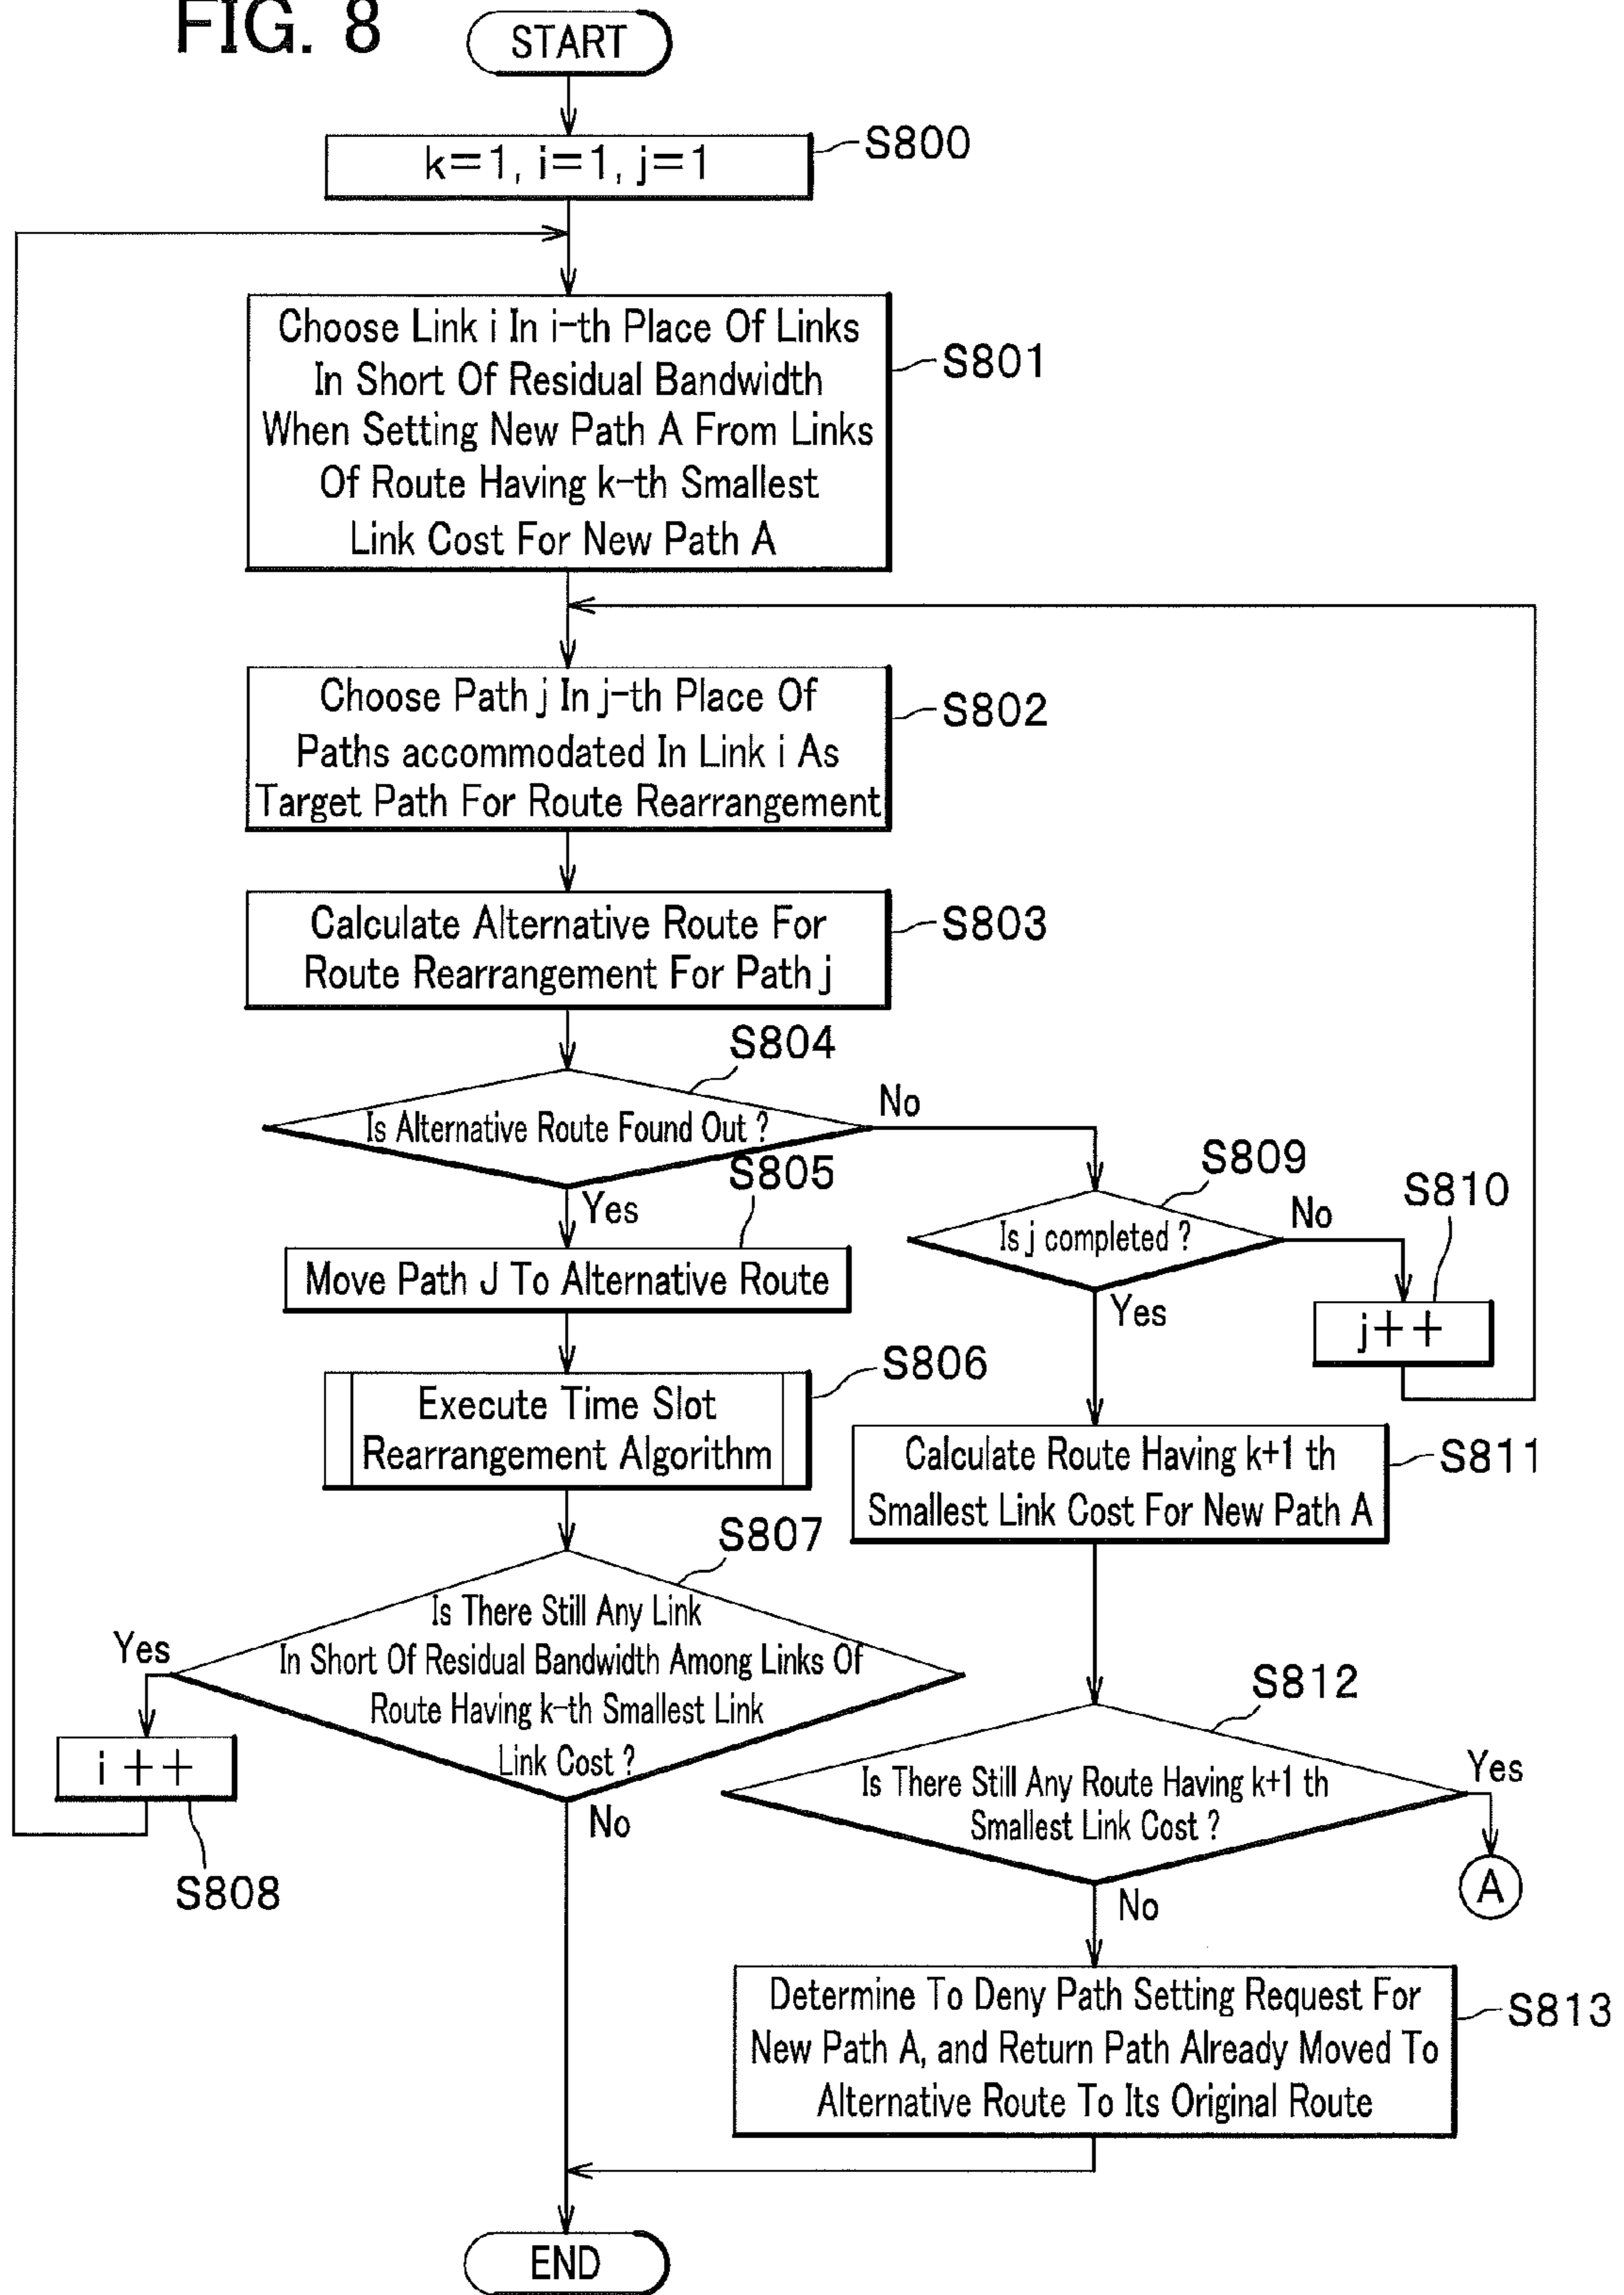 FIG. 8
START
k=1, i=1, j=1
S800
Choose Link i In i-th Place Of Links
In Short Of Residual Bandwidth
When Setting New Path A From Links
Of Route Having k-th Smallest
Link Cost For New Path A
S801
Choose Path j In j-th Place Of
Paths accommodated In Link i As
Target Path For Route Rearrangement
S802
Calculate Alternative Route For
Route Rearrangement For Path j
S803
S804
Is Alternative Route Found Out ?
No
Yes
S805
Move Path J To Alternative Route
S809
Is j completed ?
No
Yes
S810
j++
Execute Time Slot
Rearrangement Algorithm
S806
Calculate Route Having k+1 th
Smallest Link Cost For New Path A
S811
S807
Is There Still Any Link
In Short Of Residual Bandwidth Among Links Of
Route Having k-th Smallest Link
Link Cost ?
Yes
No
i ++
S808
S812
Is There Still Any Route Having k+1 th
Smallest Link Cost ?
Yes
A
No
Determine To Deny Path Setting Request For
New Path A, and Return Path Already Moved To
Alternative Route To Its Original Route
S813
END